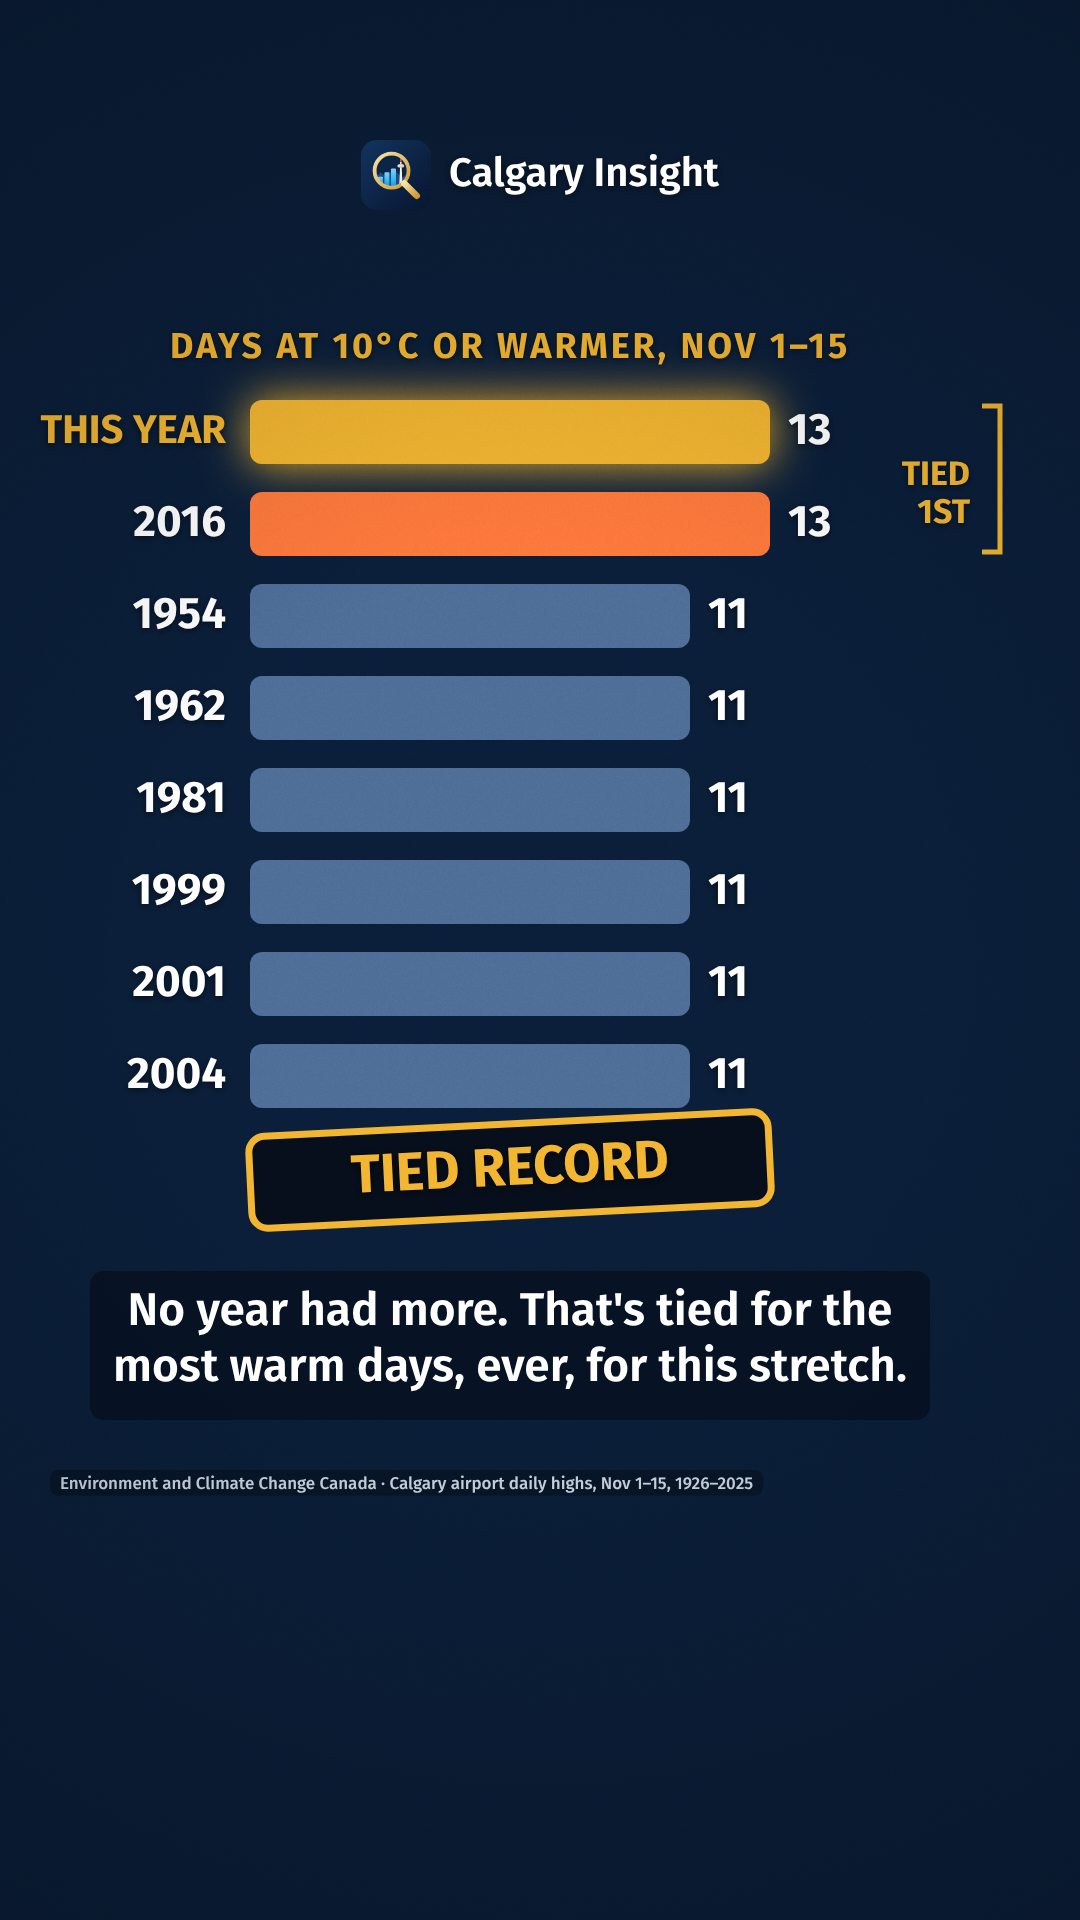 Calgary Insight
DAYS AT 10°C OR WARMER, NOV 1–15
THIS YEAR 13
2016 13
TIED
1ST
1954 11
1962 11
1981 11
1999 11
2001 11
2004 11
TIED RECORD
No year had more. That's tied for the
most warm days, ever, for this stretch.
Environment and Climate Change Canada · Calgary airport daily highs, Nov 1–15, 1926–2025